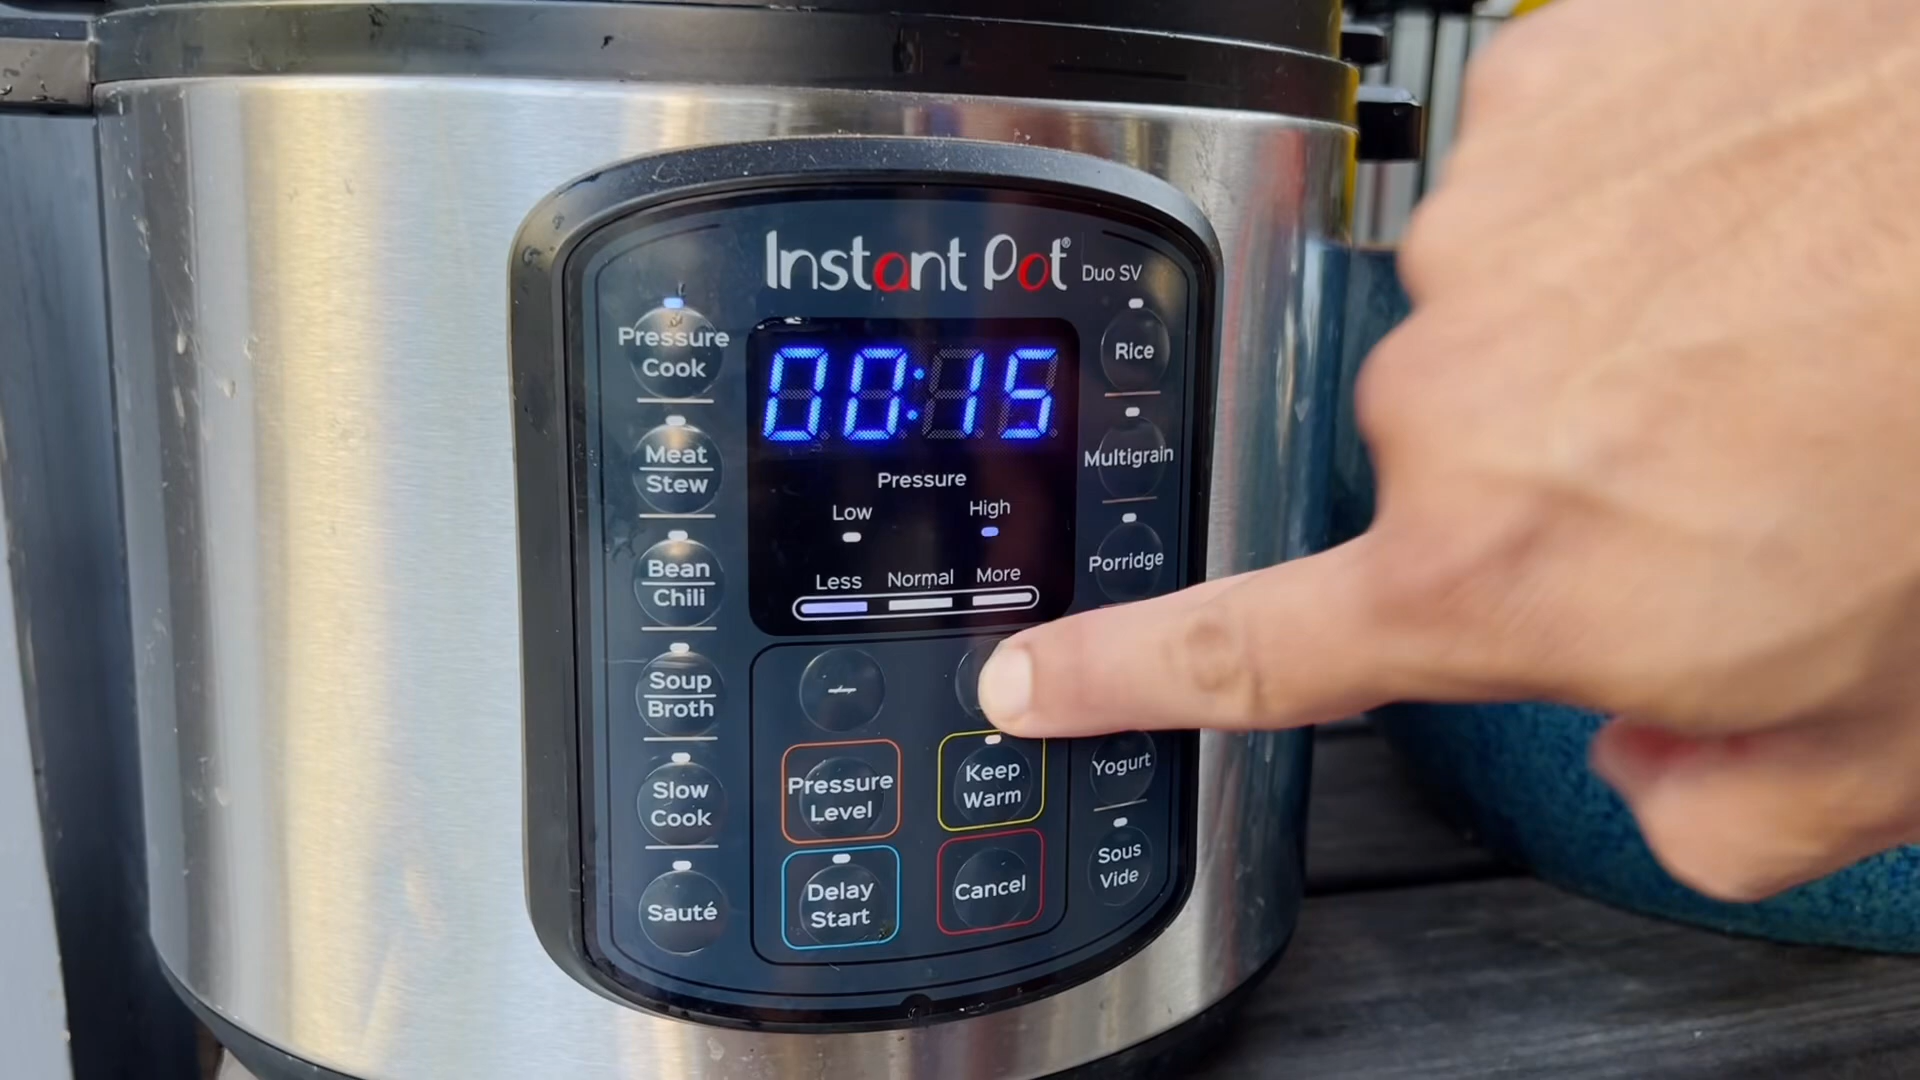 Instant Pot® Duo SV
Pressure
Cook
Meat
Stew
Bean
Chili
Soup
Broth
Slow
Cook
Sauté
00:15
Pressure
Low High
Less Normal More
−
Pressure
Level
Keep
Warm
Delay
Start
Cancel
Rice
Multigrain
Porridge
Yogurt
Sous
Vide